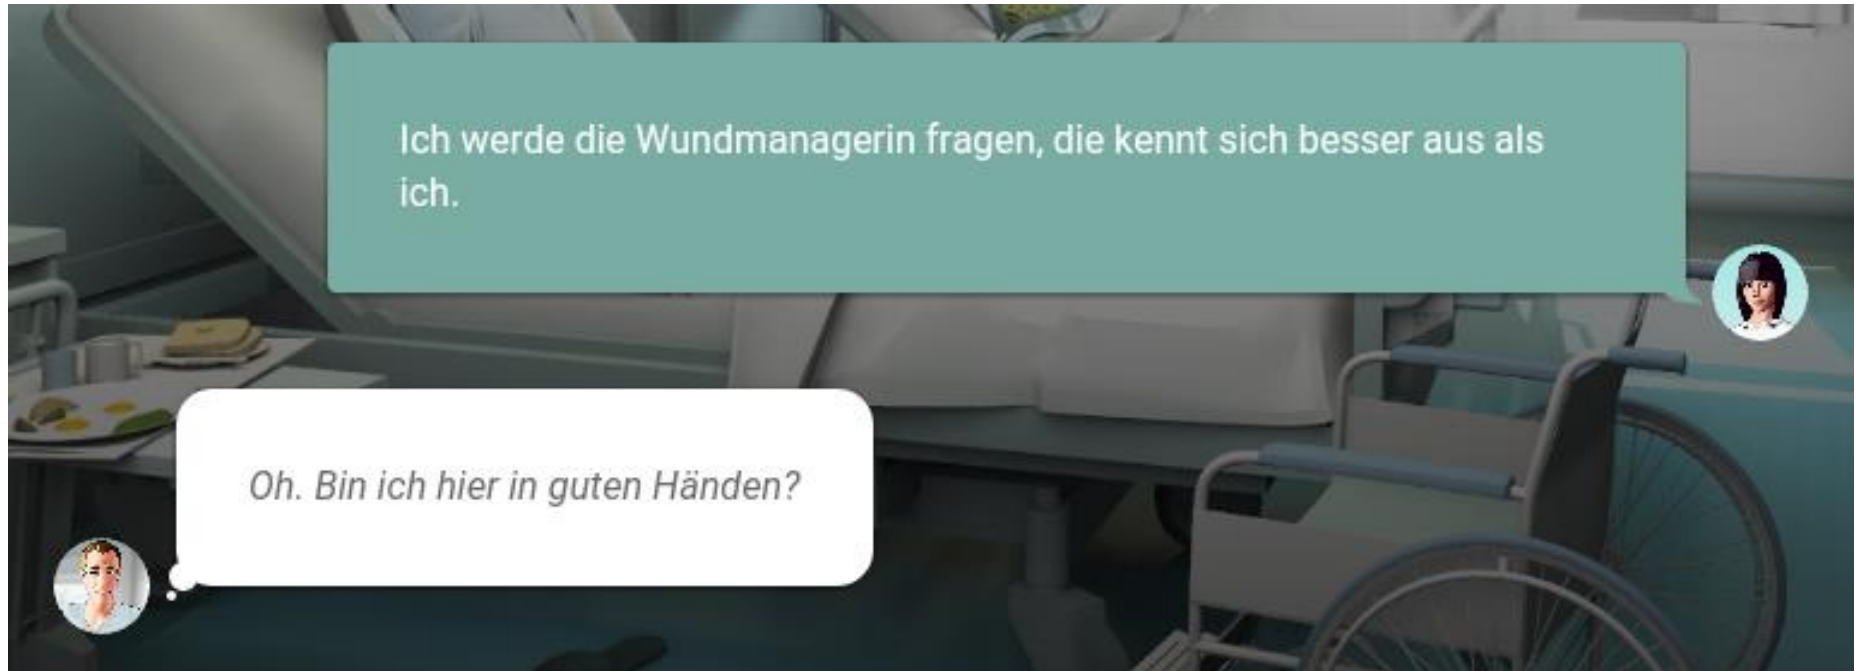 Ich werde die Wundmanagerin fragen, die kennt sich besser aus als
ich.
Oh. Bin ich hier in guten Händen?